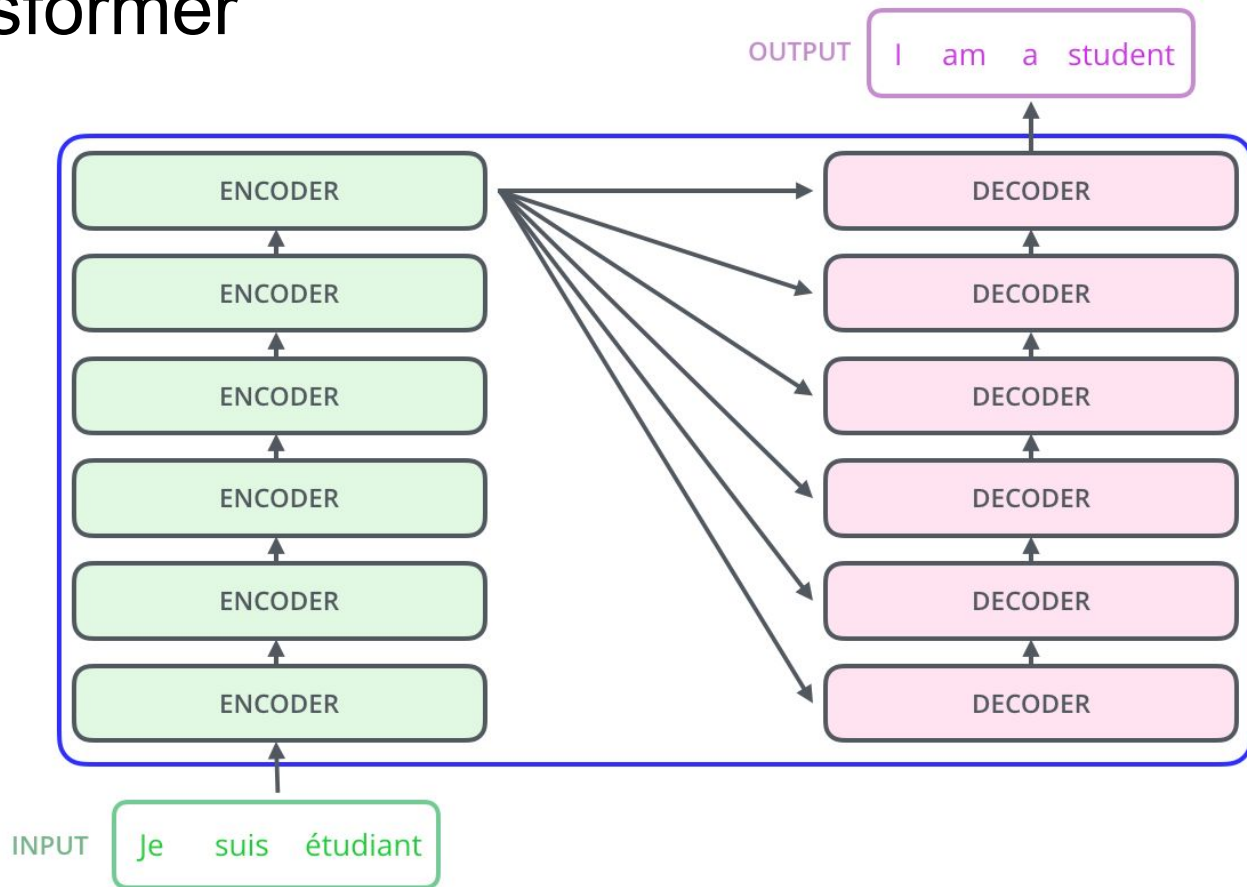 sformer
OUTPUT I am a student
ENCODER DECODER
ENCODER DECODER
ENCODER DECODER
ENCODER DECODER
ENCODER DECODER
ENCODER DECODER
INPUT Je suis étudiant